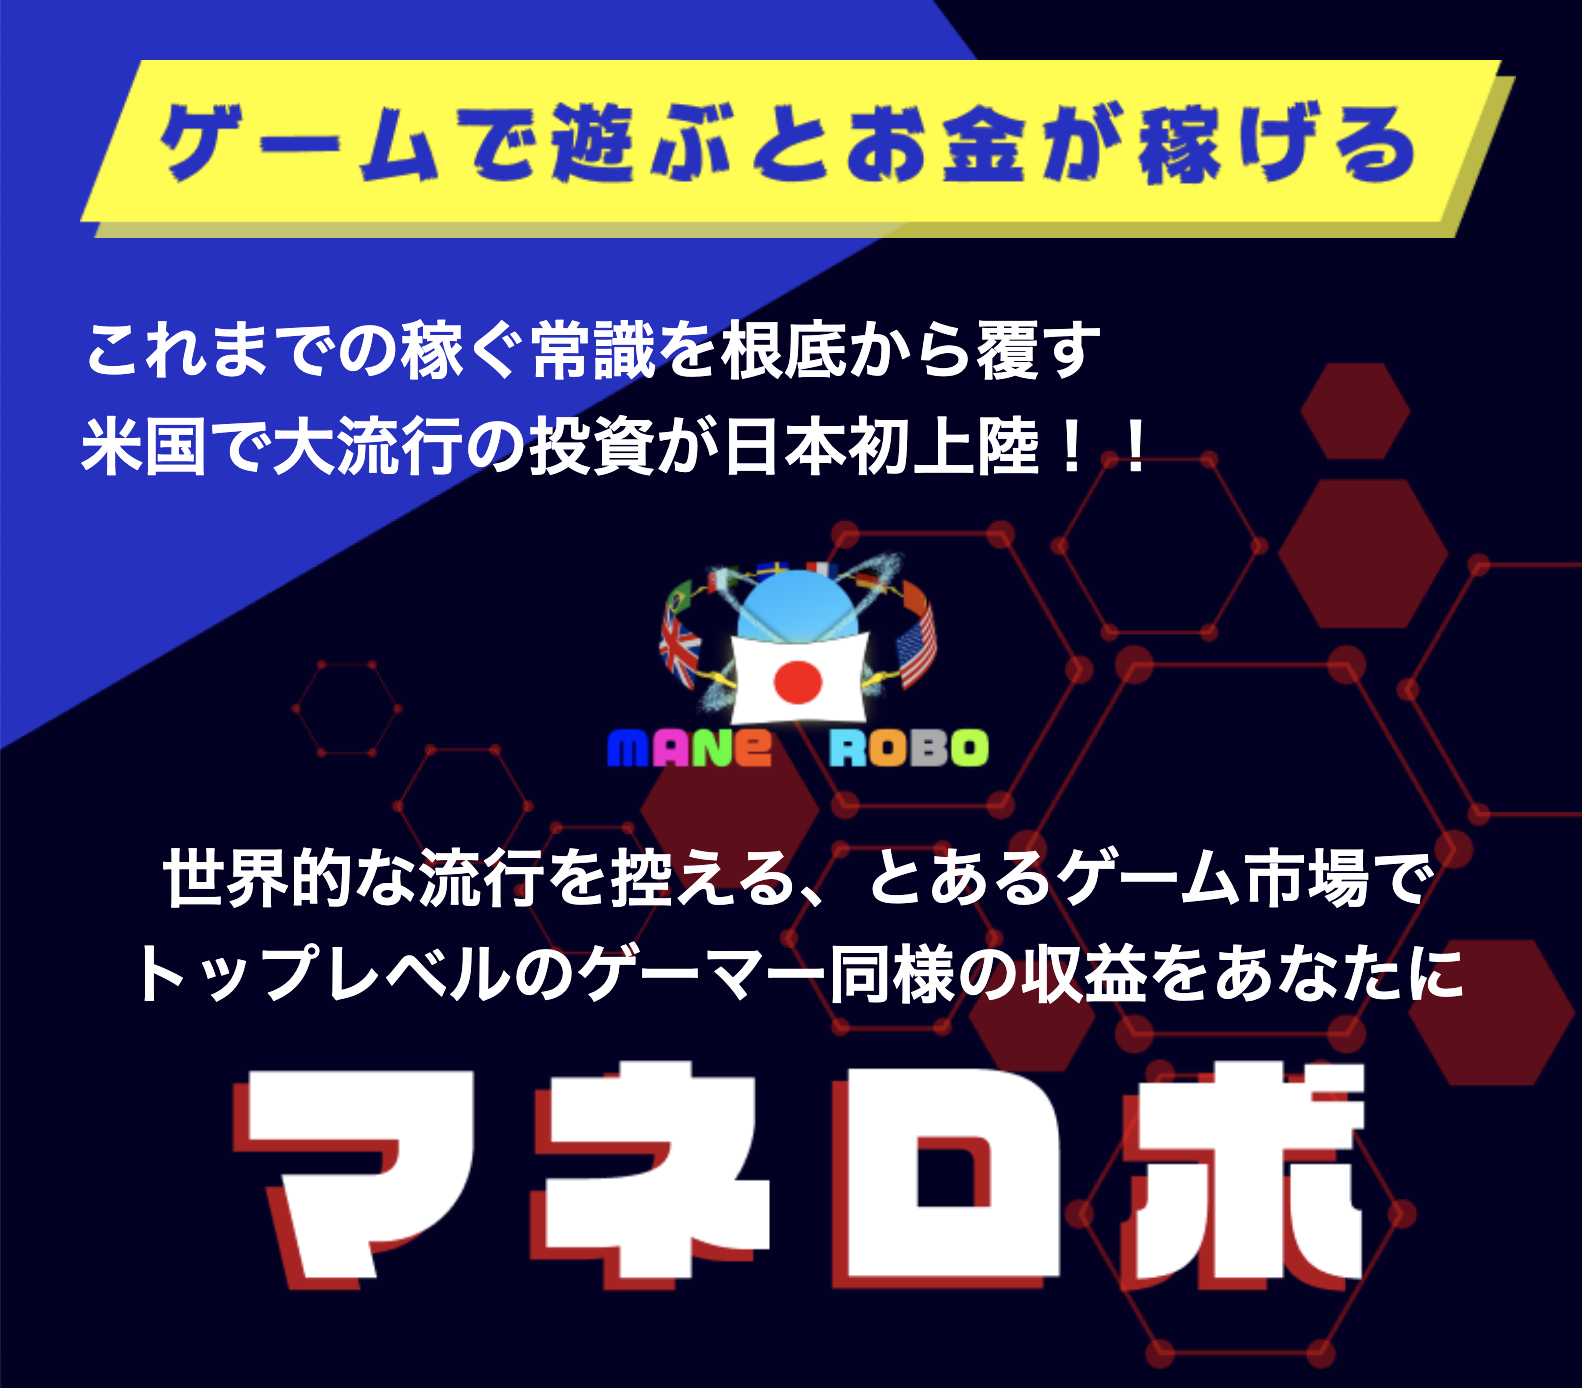 ゲームで遊ぶとお金が稼げる
これまでの稼ぐ常識を根底から覆す
米国で大流行の投資が日本初上陸！！
MANE ROBO
世界的な流行を控える、とあるゲーム市場で
トップレベルのゲーマー同様の収益をあなたに
マネロボ